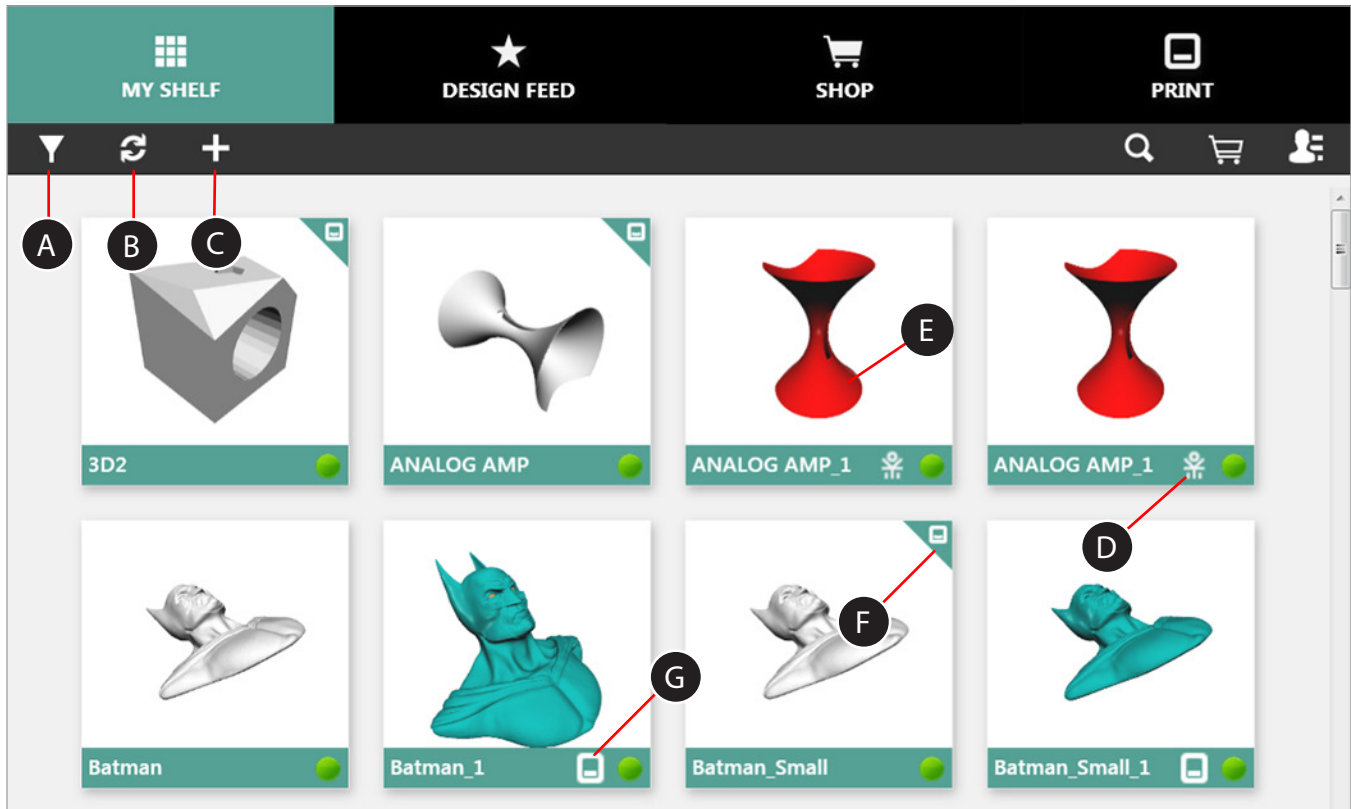 MY SHELF
DESIGN FEED
SHOP
PRINT
A
B
C
E
3D2
ANALOG AMP
ANALOG AMP_1
ANALOG AMP_1
D
F
G
Batman
Batman_1
Batman_Small
Batman_Small_1